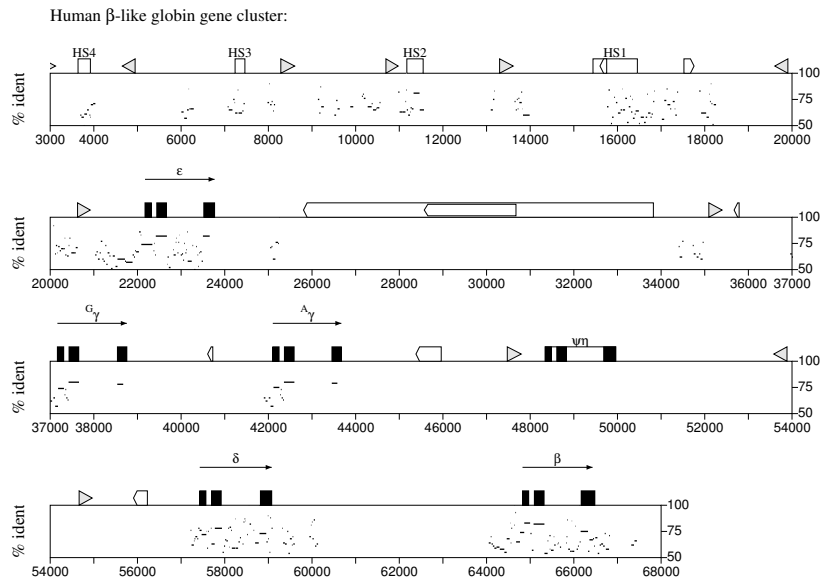 Human β-like globin gene cluster:
HS4 HS3 HS2 HS1
% ident
100
75
50
3000 4000 6000 8000 10000 12000 14000 16000 18000 20000
ε
% ident
100
75
50
20000 22000 24000 26000 28000 30000 32000 34000 36000 37000
Gγ Aγ ψη
% ident
100
75
50
37000 38000 40000 42000 44000 46000 48000 50000 52000 54000
δ β
% ident
100
75
50
54000 56000 58000 60000 62000 64000 66000 68000